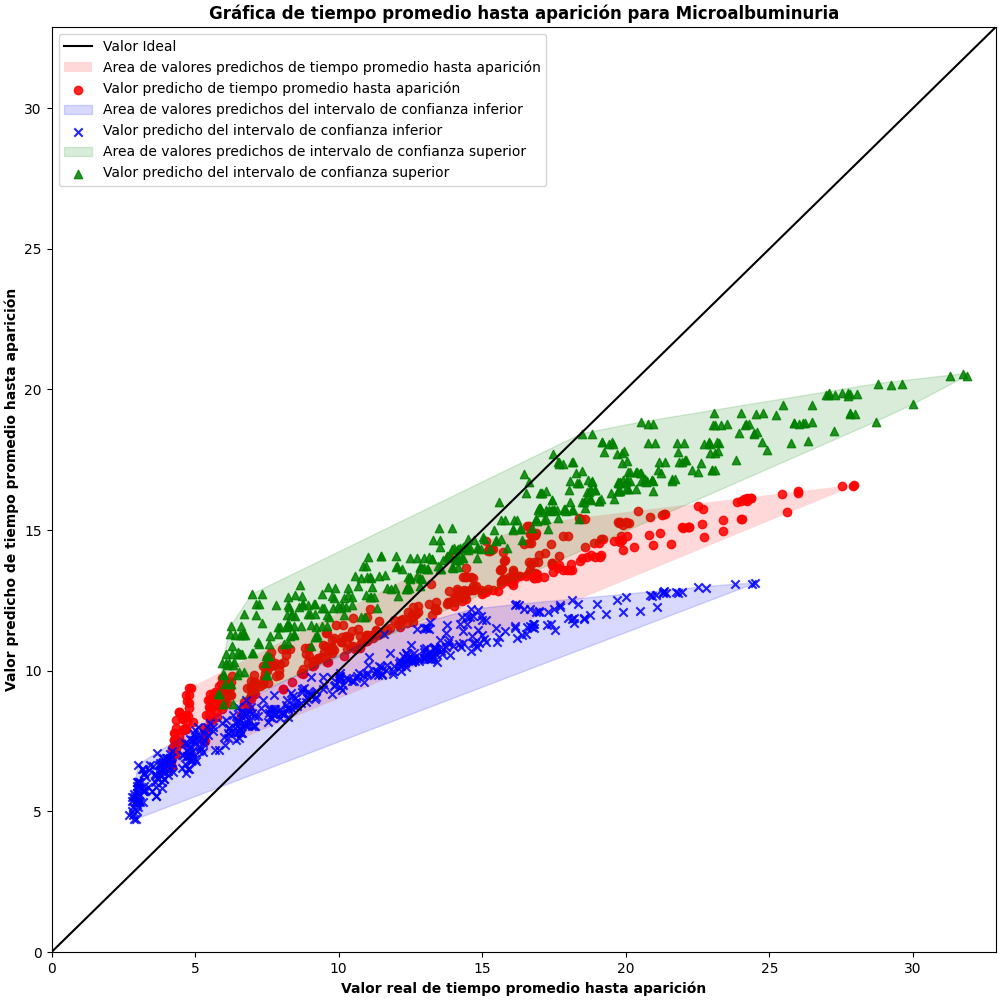 Gráfica de tiempo promedio hasta aparición para Microalbuminuria
Valor Ideal
Area de valores predichos de tiempo promedio hasta aparición
Valor predicho de tiempo promedio hasta aparición
Area de valores predichos del intervalo de confianza inferior
Valor predicho del intervalo de confianza inferior
Area de valores predichos de intervalo de confianza superior
Valor predicho del intervalo de confianza superior
Valor predicho de tiempo promedio hasta aparición
30
25
20
15
10
5
0
0 5 10 15 20 25 30
Valor real de tiempo promedio hasta aparición